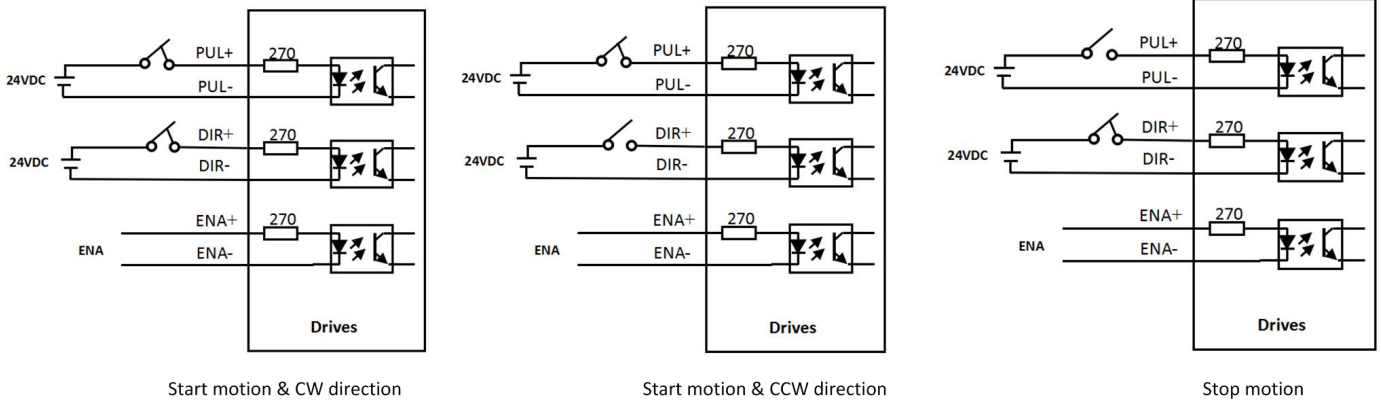 PUL+
270
24VDC
PUL-
DIR+
270
24VDC
DIR-
ENA+
270
ENA
ENA-
Drives
Start motion & CW direction
PUL+
270
24VDC
PUL-
DIR+
270
24VDC
DIR-
ENA+
270
ENA
ENA-
Drives
Start motion & CCW direction
PUL+
270
24VDC
PUL-
DIR+
270
24VDC
DIR-
ENA+
270
ENA
ENA-
Drives
Stop motion